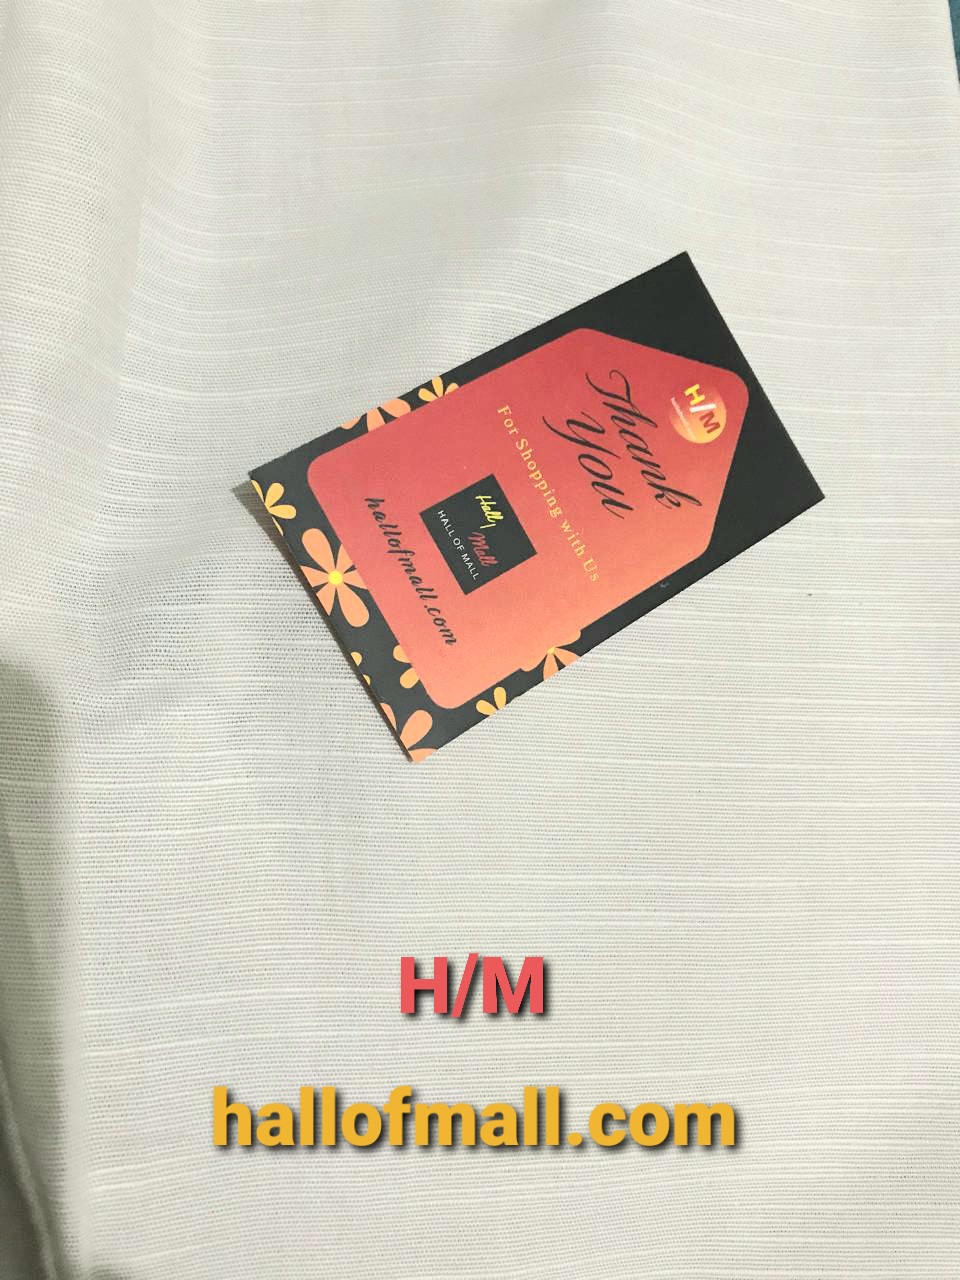 H/M
Thank
You
For Shopping with Us
Hall/
Mall
HALL OF MALL
hallofmall.com
H/M
hallofmall.com